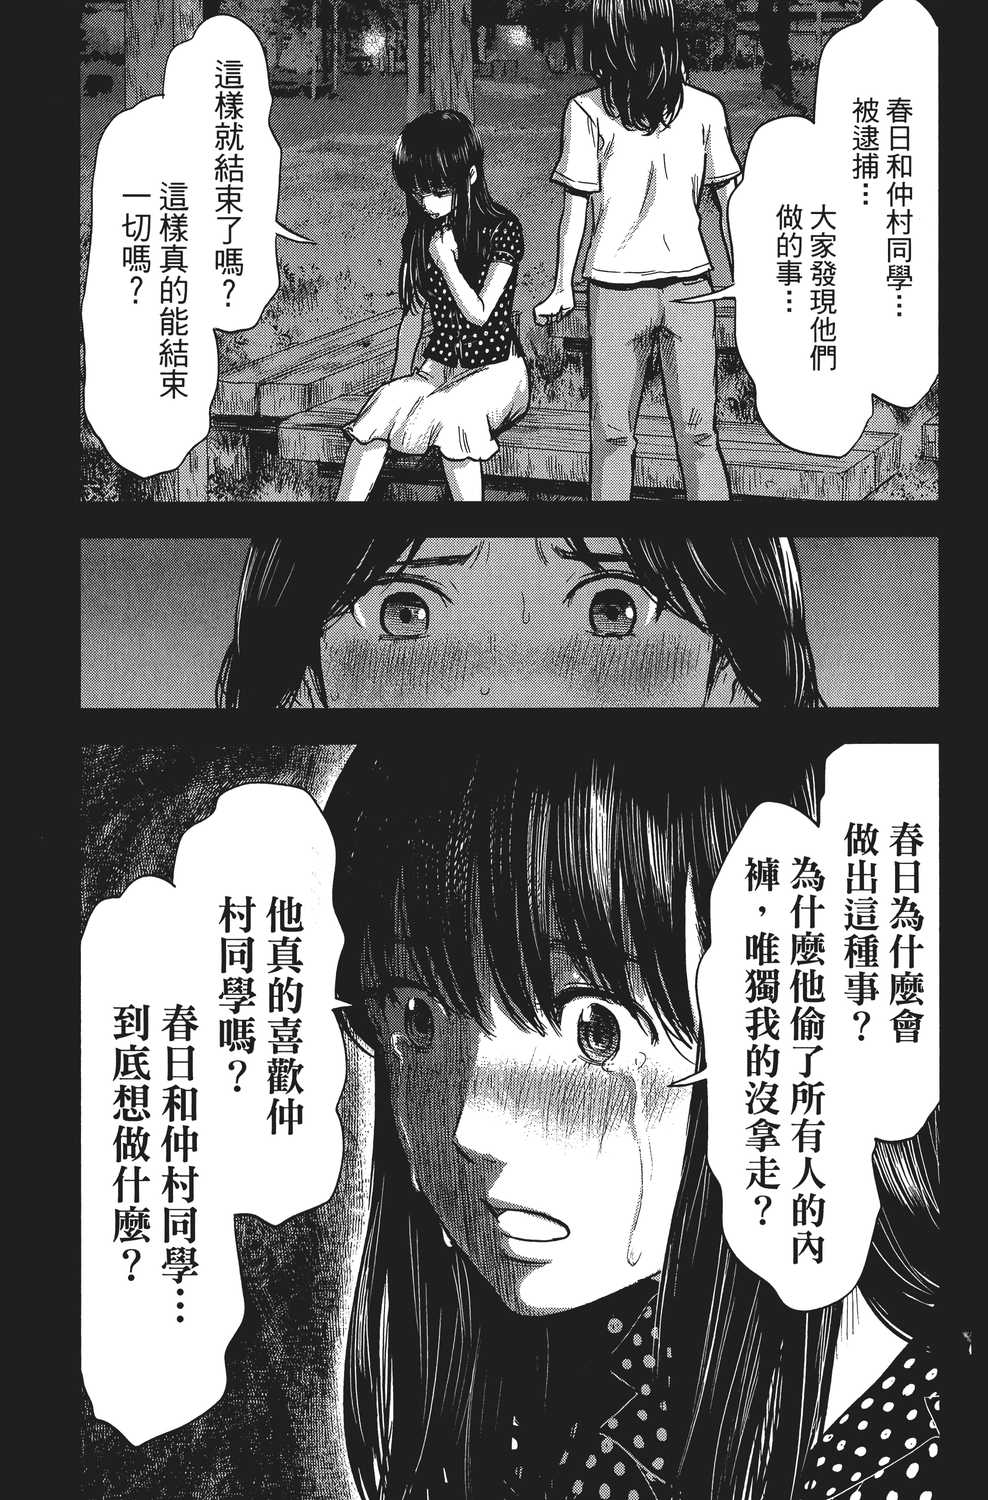 春日和仲村同學…
被逮捕…
大家發現他們
做的事…
這樣就結束了嗎？
這樣真的能結束
一切嗎？
春日為什麼會
做出這種事？
為什麼他偷了所有人的內
褲，唯獨我的沒拿走？
他真的喜歡仲
村同學嗎？
春日和仲村同學…
到底想做什麼？